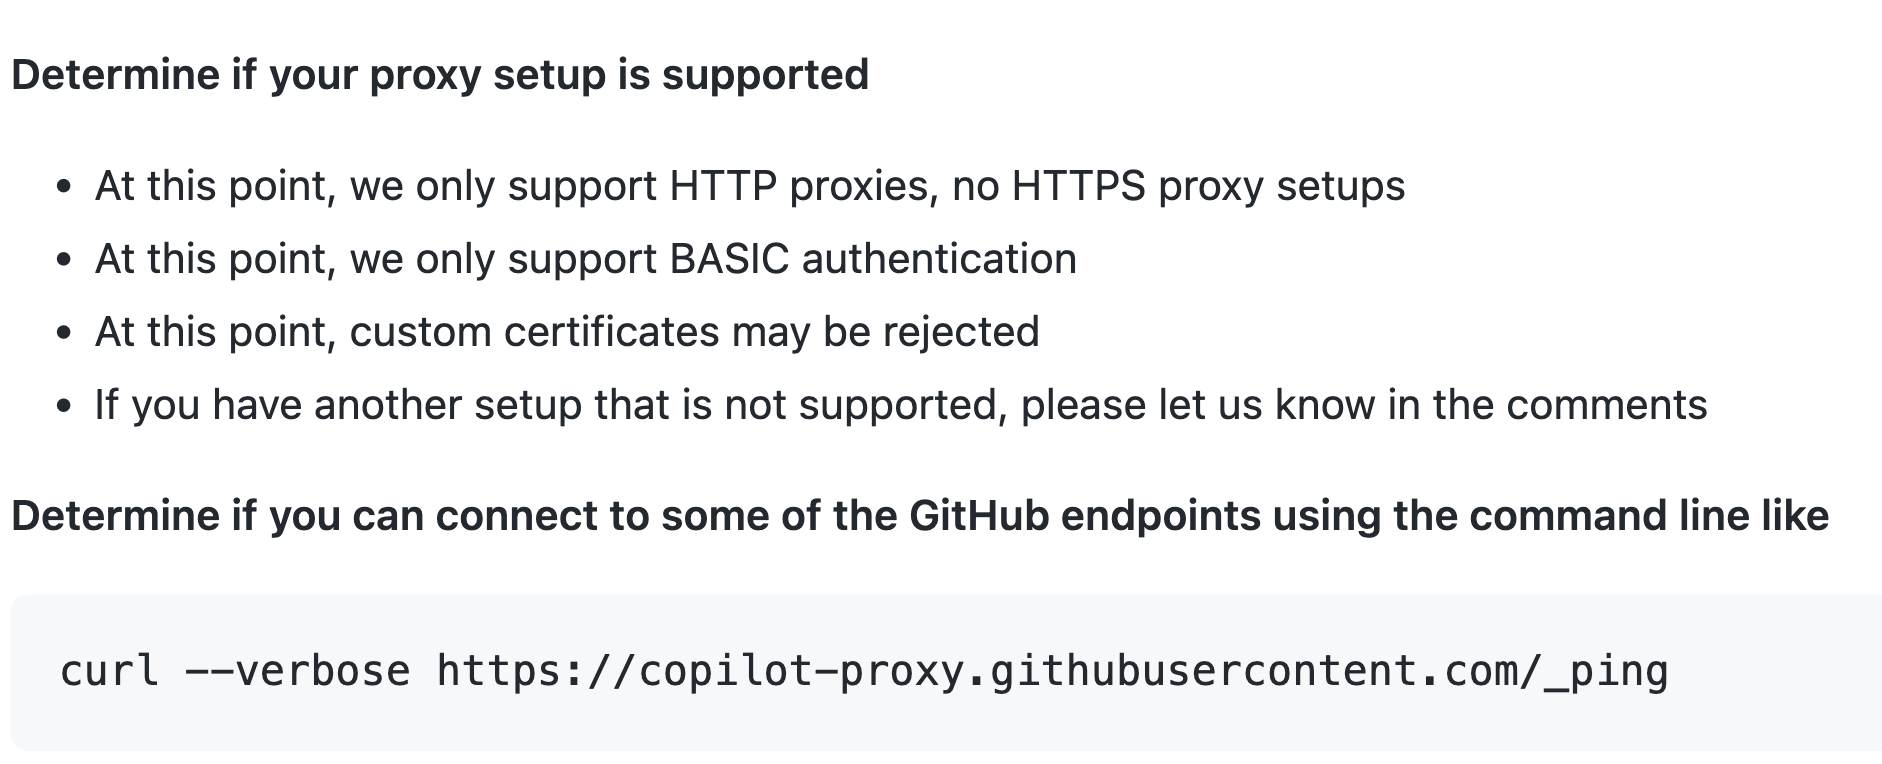 Determine if your proxy setup is supported
• At this point, we only support HTTP proxies, no HTTPS proxy setups
• At this point, we only support BASIC authentication
• At this point, custom certificates may be rejected
• If you have another setup that is not supported, please let us know in the comments
Determine if you can connect to some of the GitHub endpoints using the command line like
curl --verbose https://copilot-proxy.githubusercontent.com/_ping